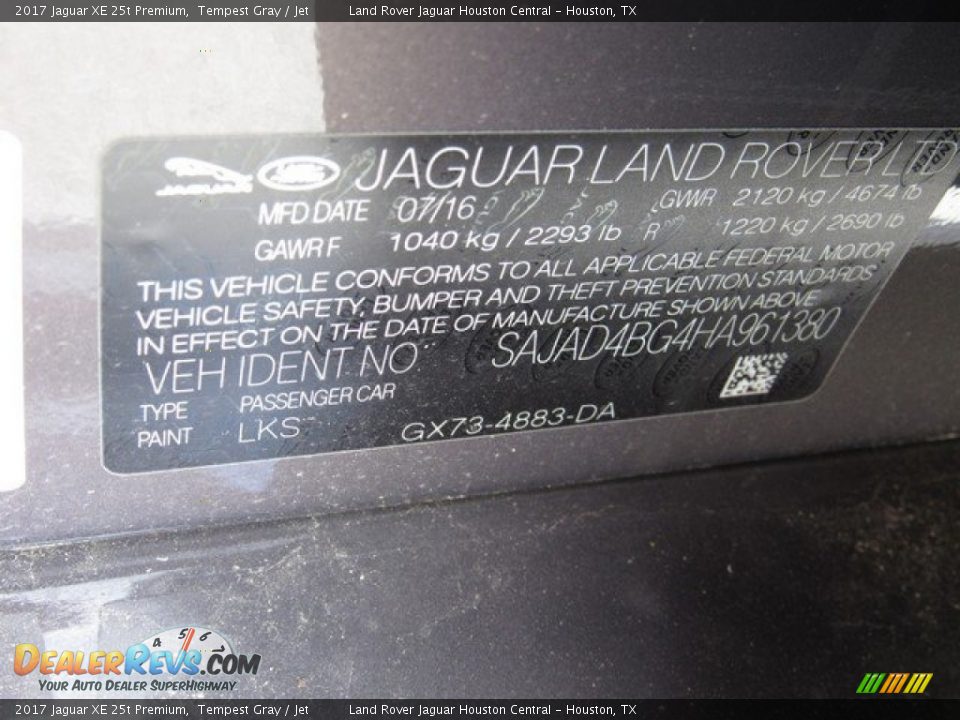 2017 Jaguar XE 25t Premium, Tempest Gray / Jet Land Rover Jaguar Houston Central - Houston, TX
JAGUAR JAGUAR LAND ROVER LTD
MFD DATE 07/16 GVWR 2120 kg / 4674 lb
GAWR F 1040 kg / 2293 lb R 1220 kg / 2690 lb
THIS VEHICLE CONFORMS TO ALL APPLICABLE FEDERAL MOTOR
VEHICLE SAFETY, BUMPER AND THEFT PREVENTION STANDARDS
IN EFFECT ON THE DATE OF MANUFACTURE SHOWN ABOVE
VEH IDENT NO SAJAD4BG4HA961380
TYPE PASSENGER CAR
PAINT LKS GX73-4883-DA
4 5 6
DEALERREVS.COM
YOUR AUTO DEALER SUPERHIGHWAY
2017 Jaguar XE 25t Premium, Tempest Gray / Jet Land Rover Jaguar Houston Central - Houston, TX